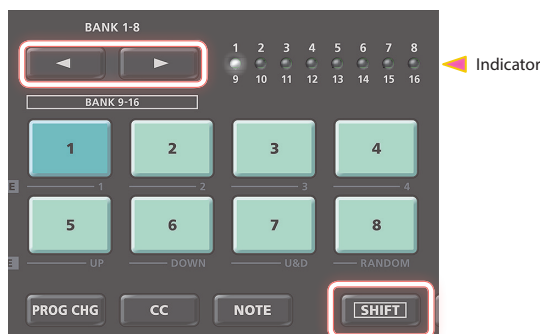 BANK 1-8
◄ ►
1 2 3 4 5 6 7 8
9 10 11 12 13 14 15 16
Indicator
BANK 9-16
1 2 3 4
E 1 2 3 4
5 6 7 8
E UP DOWN U&D RANDOM
PROG CHG CC NOTE SHIFT